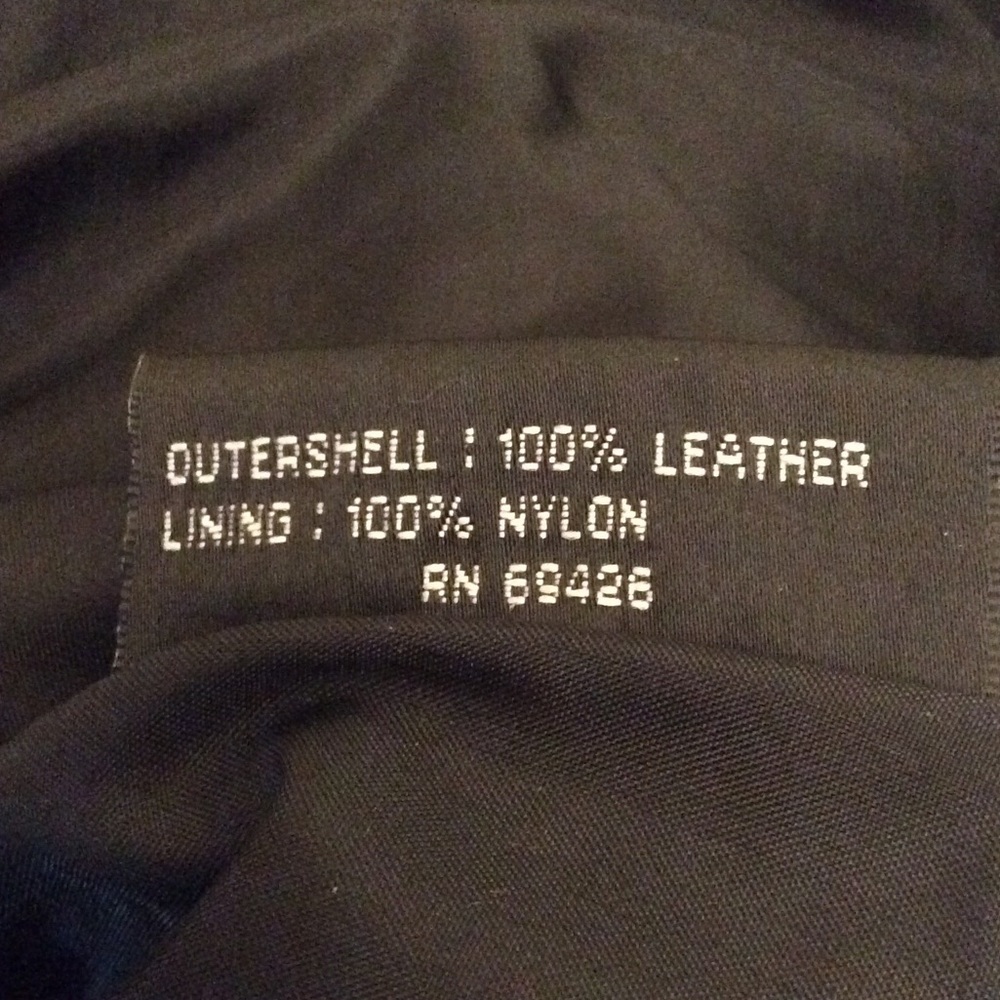 OUTERSHELL : 100% LEATHER
LINING : 100% NYLON
RN 69426